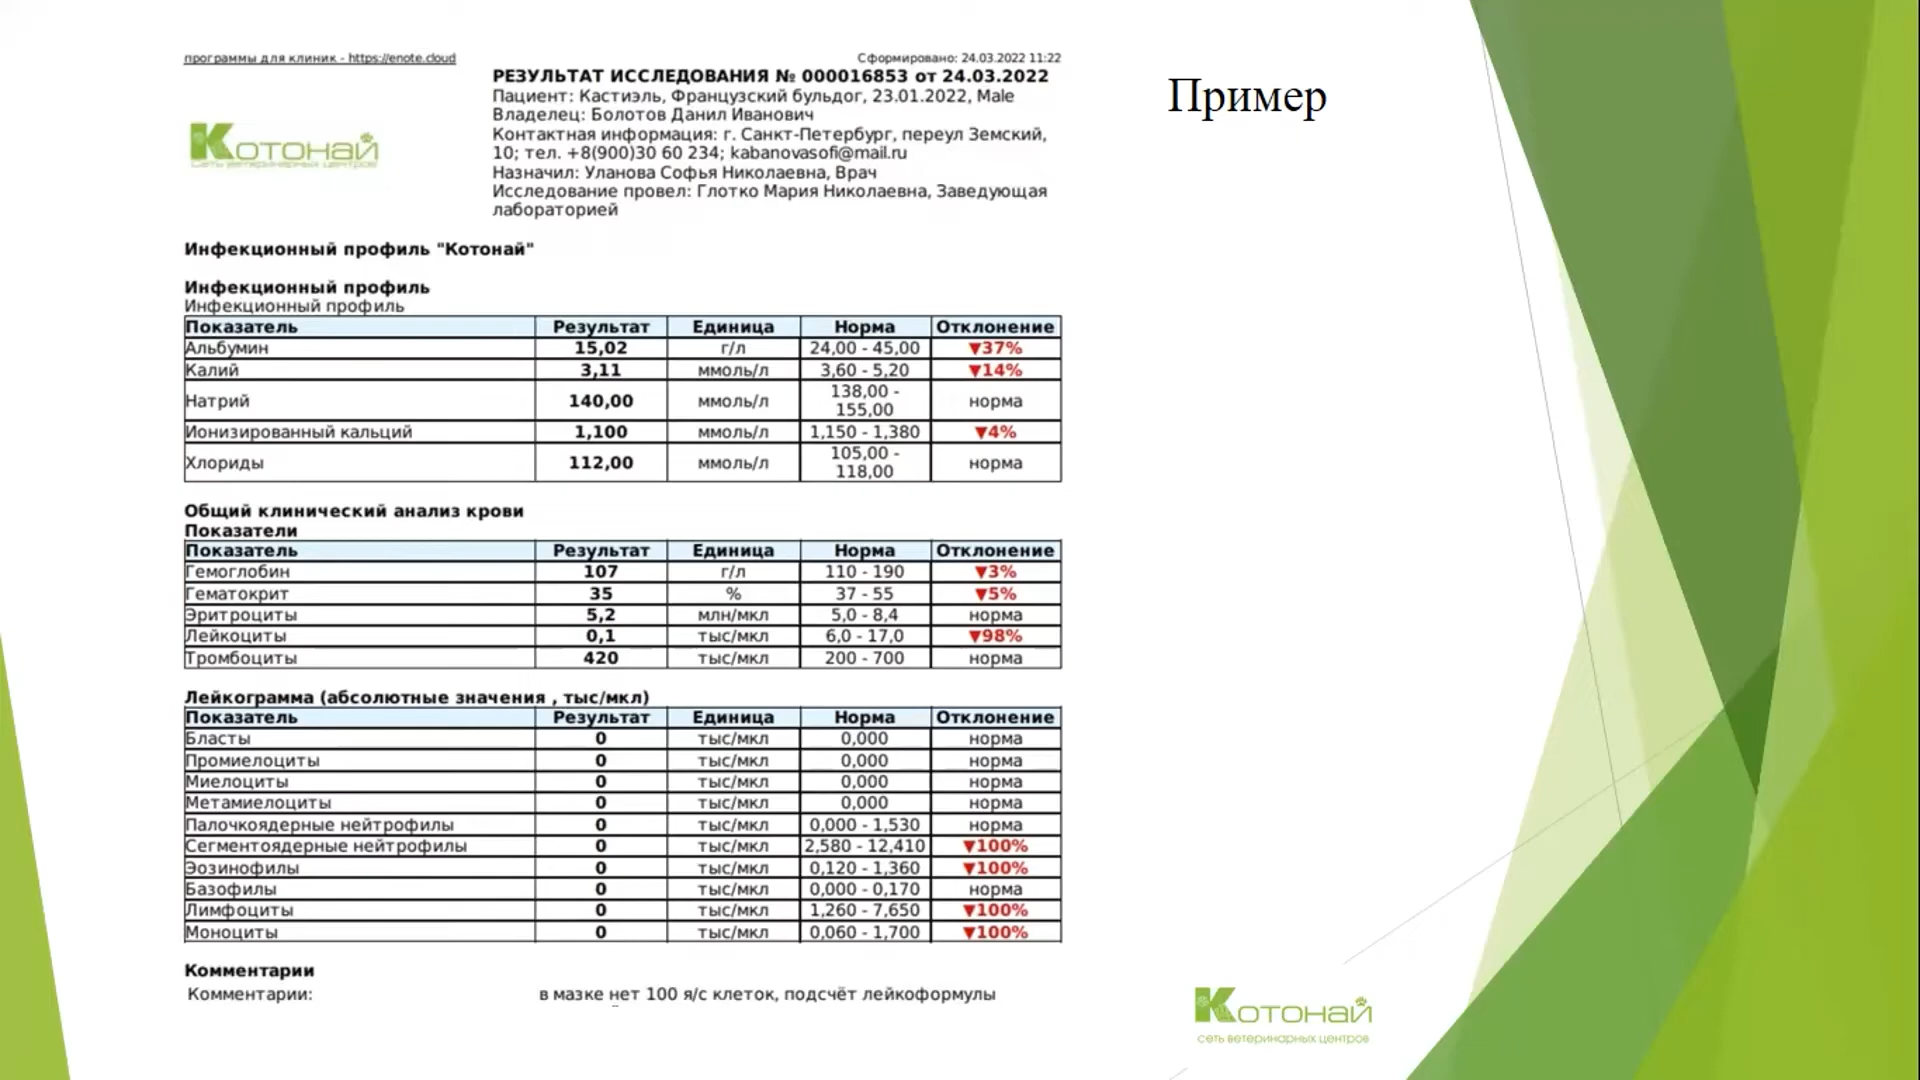 программы для клиник - https://enote.cloud
Сформировано: 24.03.2022 11:22
РЕЗУЛЬТАТ ИССЛЕДОВАНИЯ № 000016853 от 24.03.2022
Пациент: Кастиэль, Французский бульдог, 23.01.2022, Male
Владелец: Болотов Данил Иванович
Контактная информация: г. Санкт-Петербург, переул Земский,
10; тел. +8(900)30 60 234; kabanovasofi@mail.ru
Назначил: Уланова Софья Николаевна, Врач
Исследование провел: Глотко Мария Николаевна, Заведующая
лабораторией
Котонай
сеть ветеринарных центров
Пример
Инфекционный профиль "Котонай"
Инфекционный профиль
Инфекционный профиль
Показатель Результат Единица Норма Отклонение
Альбумин 15,02 г/л 24,00 - 45,00 ▼37%
Калий 3,11 ммоль/л 3,60 - 5,20 ▼14%
Натрий 140,00 ммоль/л 138,00 -
155,00 норма
Ионизированный кальций 1,100 ммоль/л 1,150 - 1,380 ▼4%
Хлориды 112,00 ммоль/л 105,00 -
118,00 норма
Общий клинический анализ крови
Показатели
Показатель Результат Единица Норма Отклонение
Гемоглобин 107 г/л 110 - 190 ▼3%
Гематокрит 35 % 37 - 55 ▼5%
Эритроциты 5,2 млн/мкл 5,0 - 8,4 норма
Лейкоциты 0,1 тыс/мкл 6,0 - 17,0 ▼98%
Тромбоциты 420 тыс/мкл 200 - 700 норма
Лейкограмма (абсолютные значения , тыс/мкл)
Показатель Результат Единица Норма Отклонение
Бласты 0 тыс/мкл 0,000 норма
Промиелоциты 0 тыс/мкл 0,000 норма
Миелоциты 0 тыс/мкл 0,000 норма
Метамиелоциты 0 тыс/мкл 0,000 норма
Палочкоядерные нейтрофилы 0 тыс/мкл 0,000 - 1,530 норма
Сегментоядерные нейтрофилы 0 тыс/мкл 2,580 - 12,410 ▼100%
Эозинофилы 0 тыс/мкл 0,120 - 1,360 ▼100%
Базофилы 0 тыс/мкл 0,000 - 0,170 норма
Лимфоциты 0 тыс/мкл 1,260 - 7,650 ▼100%
Моноциты 0 тыс/мкл 0,060 - 1,700 ▼100%
Комментарии
Комментарии: в мазке нет 100 я/с клеток, подсчёт лейкоформулы
Котонай
сеть ветеринарных центров